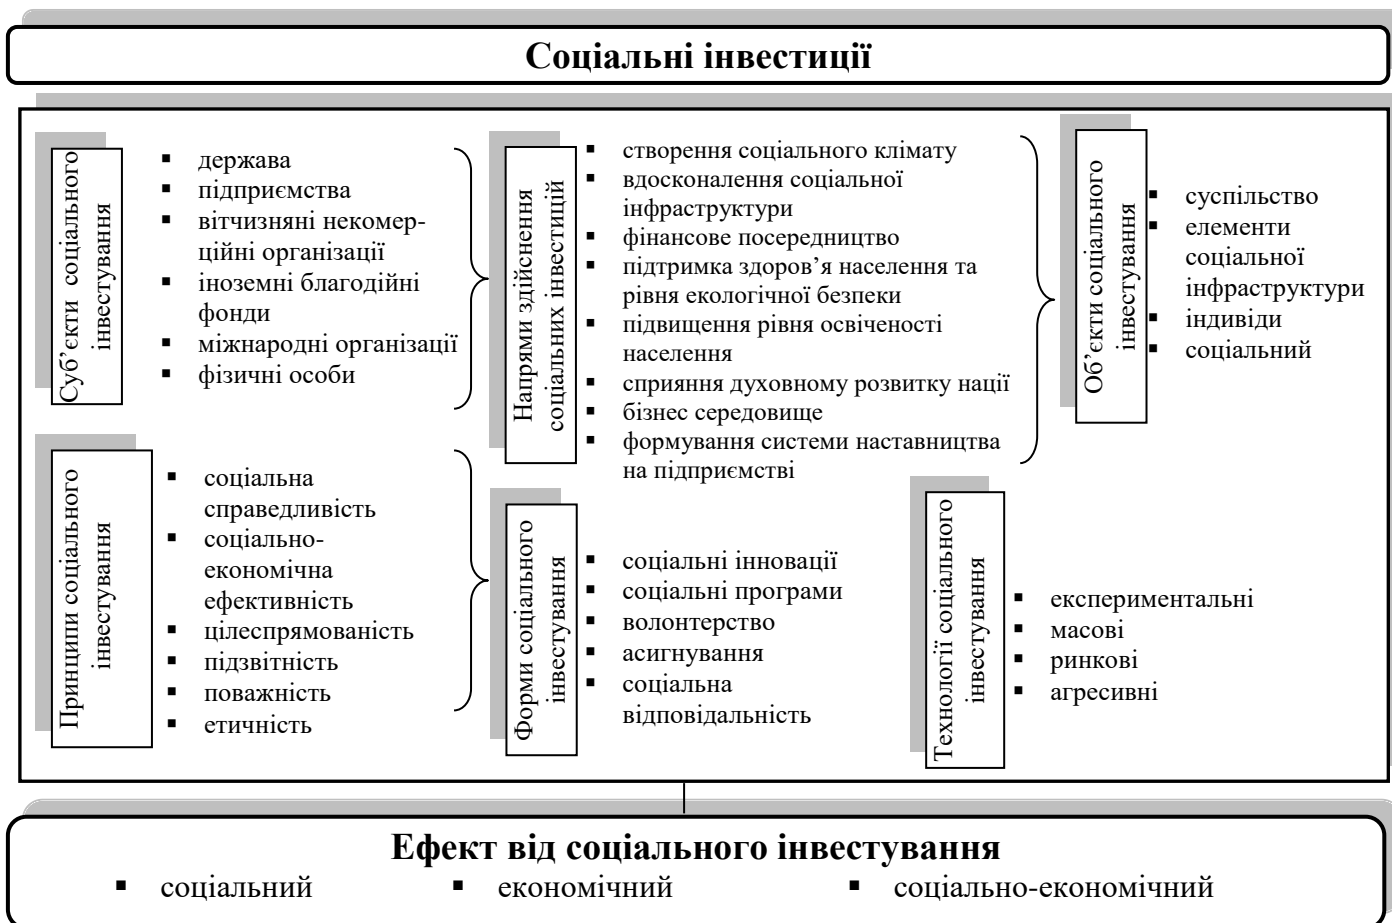 Соціальні інвестиції
Суб’єкти соціального
інвестування
▪ держава
▪ підприємства
▪ вітчизняні некомер-
ційні організації
▪ іноземні благодійні
фонди
▪ міжнародні організації
▪ фізичні особи
Напрями здійснення
соціальних інвестицій
▪ створення соціального клімату
▪ вдосконалення соціальної
інфраструктури
▪ фінансове посередництво
▪ підтримка здоров’я населення та
рівня екологічної безпеки
▪ підвищення рівня освіченості
населення
▪ сприяння духовному розвитку нації
▪ бізнес середовище
▪ формування системи наставництва
на підприємстві
Об’єкти соціального
інвестування
▪ суспільство
▪ елементи
соціальної
інфраструктури
▪ індивіди
▪ соціальний
Принципи соціального
інвестування
▪ соціальна
справедливість
▪ соціально-
економічна
ефективність
▪ цілеспрямованість
▪ підзвітність
▪ поважність
▪ етичність
Форми соціального
інвестування
▪ соціальні інновації
▪ соціальні програми
▪ волонтерство
▪ асигнування
▪ соціальна
відповідальність
Технології соціального
інвестування
▪ експериментальні
▪ масові
▪ ринкові
▪ агресивні
Ефект від соціального інвестування
▪ соціальний ▪ економічний ▪ соціально-економічний